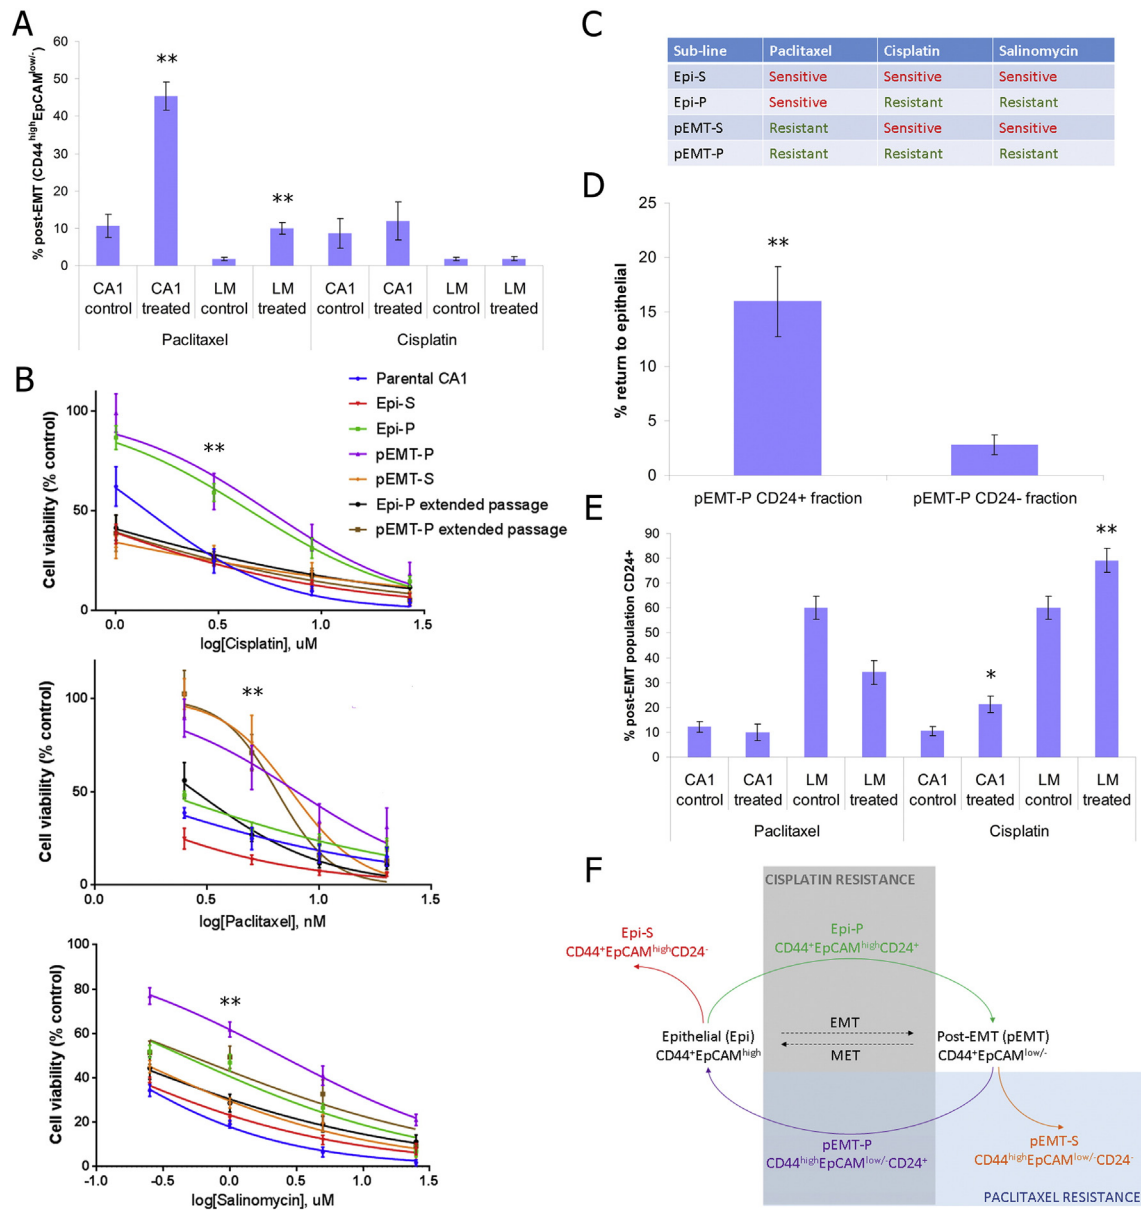 A
% post-EMT (CD44highEpCAMlow/-)
60
50
40
30
20
10
0
**
**
CA1 control
CA1 treated
LM control
LM treated
CA1 control
CA1 treated
LM control
LM treated
Paclitaxel
Cisplatin
B
Parental CA1
Epi-S
Epi-P
pEMT-P
pEMT-S
Epi-P extended passage
pEMT-P extended passage
Cell viability (% control)
100
50
0
**
0.0 0.5 1.0 1.5
log[Cisplatin], uM
Cell viability (% control)
100
50
0
**
0.0 0.5 1.0 1.5
log[Paclitaxel], nM
Cell viability (% control)
100
80
60
40
20
0
**
-1.0 -0.5 0.0 0.5 1.0 1.5
log[Salinomycin], uM
C
Sub-line Paclitaxel Cisplatin Salinomycin
Epi-S Sensitive Sensitive Sensitive
Epi-P Sensitive Resistant Resistant
pEMT-S Resistant Sensitive Sensitive
pEMT-P Resistant Resistant Resistant
D
% return to epithelial
25
20
15
10
5
0
**
pEMT-P CD24+ fraction
pEMT-P CD24- fraction
E
% post-EMT population CD24+
90
80
70
60
50
40
30
20
10
0
*
**
CA1 control
CA1 treated
LM control
LM treated
CA1 control
CA1 treated
LM control
LM treated
Paclitaxel
Cisplatin
F
CISPLATIN RESISTANCE
Epi-S
CD44+EpCAMhighCD24-
Epi-P
CD44+EpCAMhighCD24+
Epithelial (Epi)
CD44+EpCAMhigh
EMT
MET
Post-EMT (pEMT)
CD44+EpCAMlow/-
pEMT-P
CD44highEpCAMlow/-CD24+
pEMT-S
CD44highEpCAMlow/-CD24-
PACLITAXEL RESISTANCE